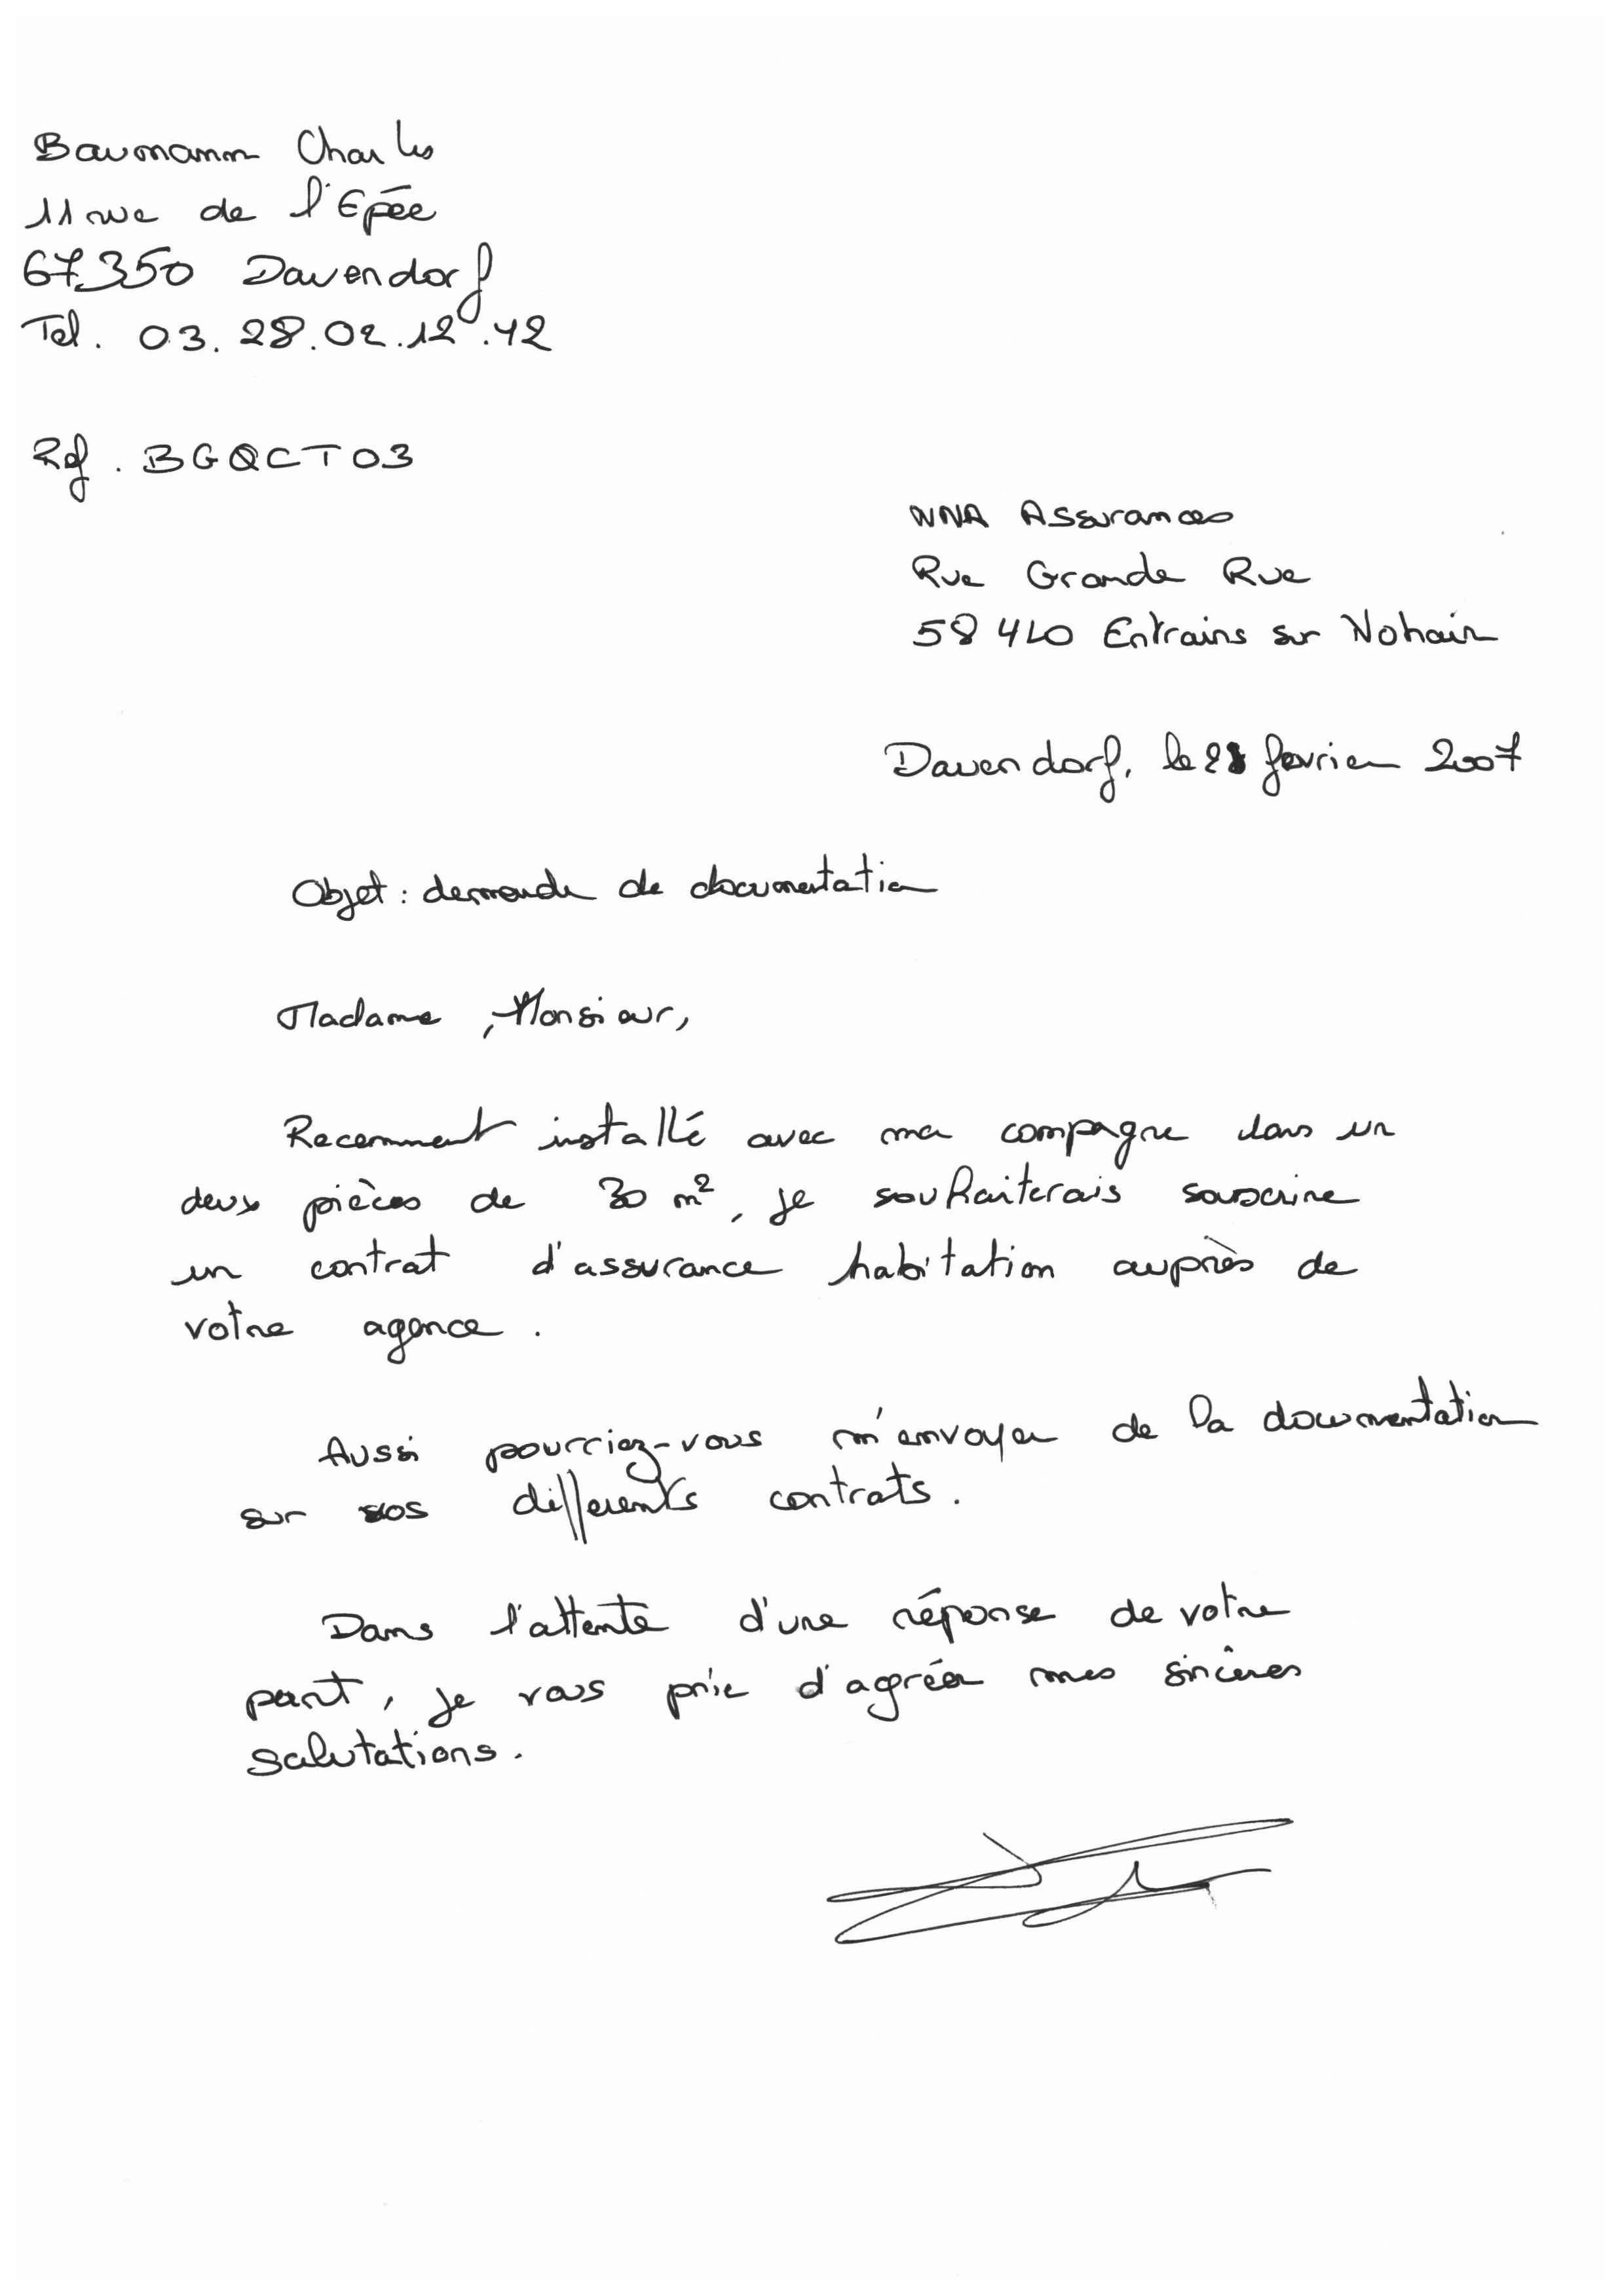 Baumann Charles
11 rue de l'Epée
67350 Dauendorf
Tel. 03.28.02.12.42
Ref. BGQCT03
WNA Assurances
Rue Grande Rue
58 410 Entrains sur Nohain
Dauendorf, le février 2007
Objet : demande de documentation
Madame, Monsieur,
Recemment installé avec ma compagne dans un
deux pièces de 30 m², je souhaiterais souscrire
un contrat d'assurance habitation auprès de
votre agence.
Aussi pourriez-vous m'envoyer de la documentation
sur vos differents contrats.
Dans l'attente d'une réponse de votre
part, je vous prie d'agréer mes sincères
salutations.